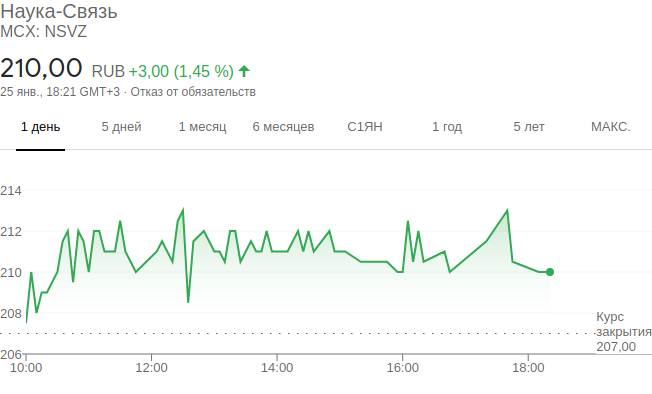 Наука-Связь
MCX: NSVZ
210,00 RUB +3,00 (1,45 %)
25 янв., 18:21 GMT+3 · Отказ от обязательств
1 день 5 дней 1 месяц 6 месяцев С1ЯН 1 год 5 лет МАКС.
214
212
210
208
206
Курс
закрытия
207,00
10:00 12:00 14:00 16:00 18:00